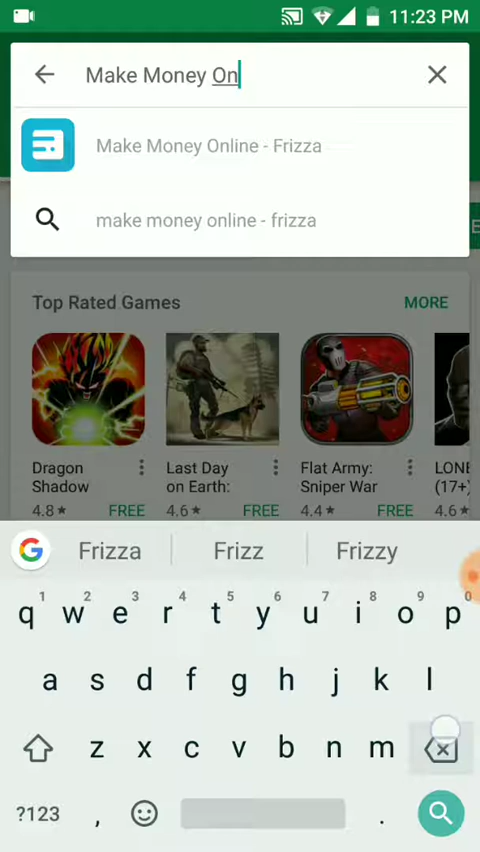 11:23 PM
Make Money On
Make Money Online - Frizza
make money online - frizza
Top Rated Games
MORE
Dragon Shadow
4.8★ FREE
Last Day on Earth:
4.6★ FREE
Flat Army: Sniper War
4.4★ FREE
LONE (17+)
4.6★
G Frizza Frizz Frizzy
1 2 3 4 5 6 7 8 9 0
q w e r t y u i o p
a s d f g h j k l
z x c v b n m
?123 , .